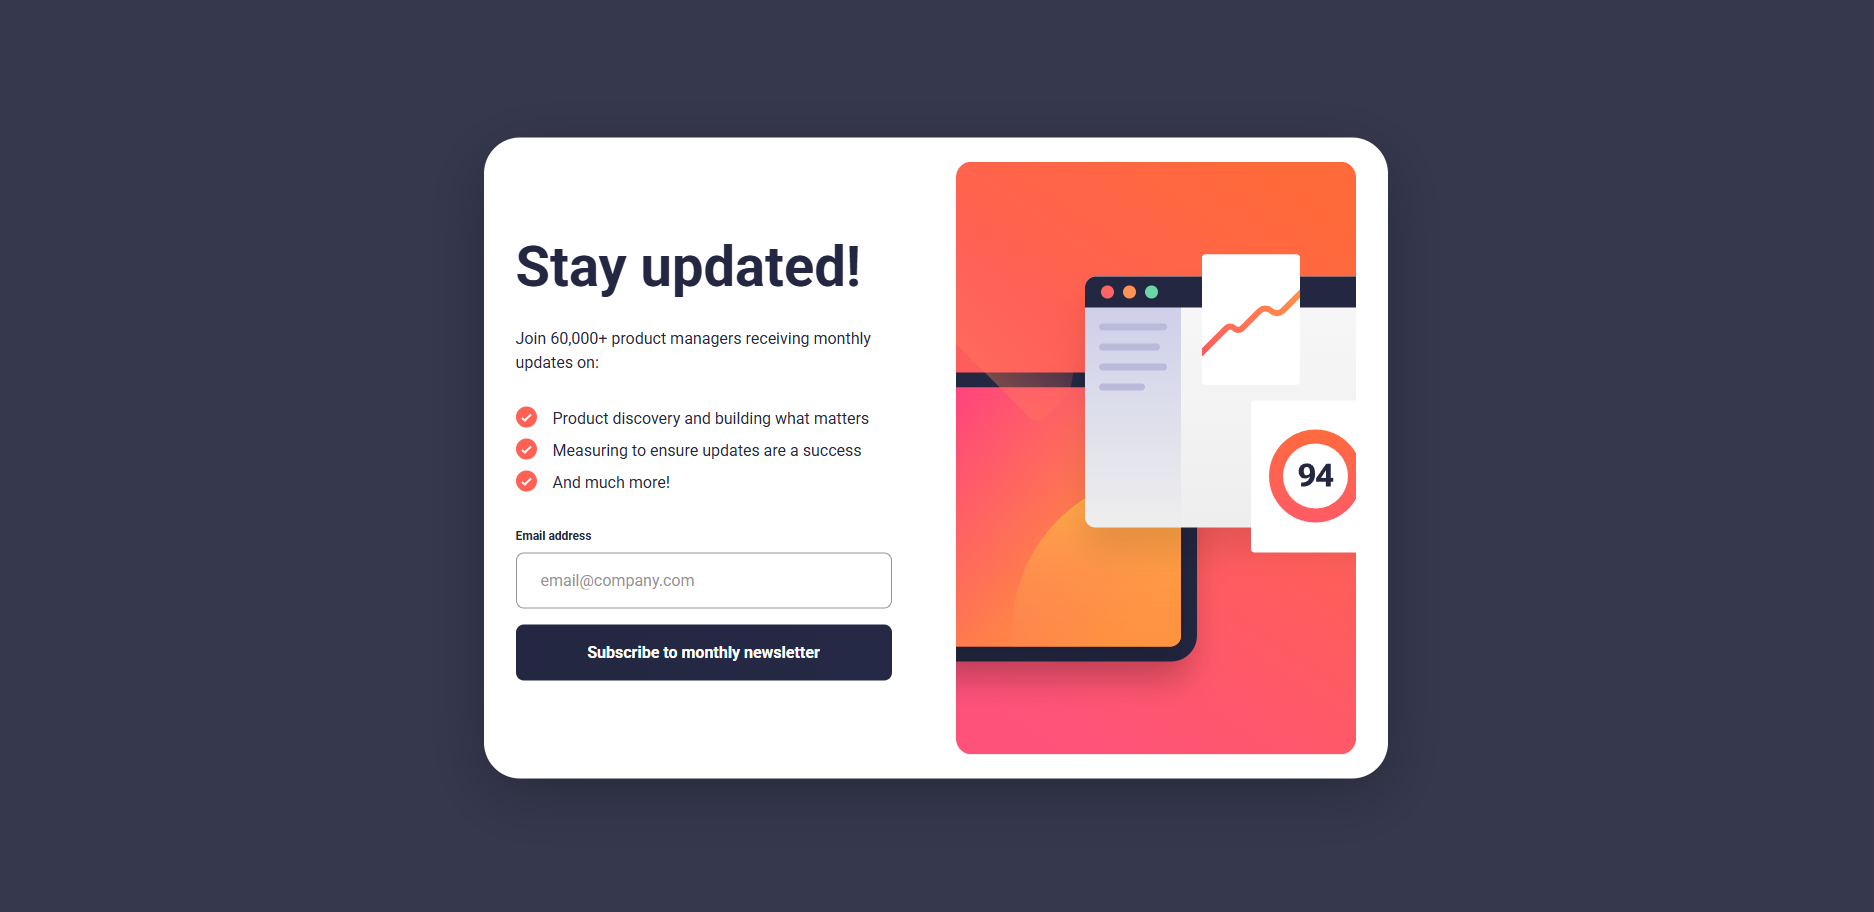 Stay updated!
Join 60,000+ product managers receiving monthly
updates on:
Product discovery and building what matters
Measuring to ensure updates are a success
And much more!
Email address
email@company.com
Subscribe to monthly newsletter
94